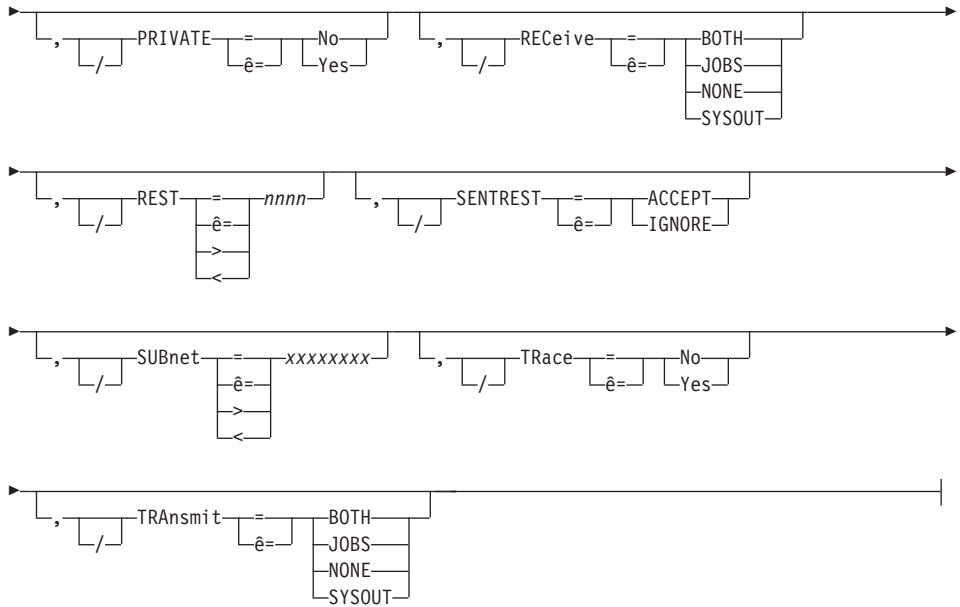 , / PRIVATE = No , / RECeive = BOTH
ê= Yes ê= JOBS
NONE
SYSOUT
, / REST = nnnn , / SENTREST = ACCEPT
ê= ê= IGNORE
>
<
, / SUBnet = xxxxxxxx , / TRace = No
ê= ê= Yes
>
<
, / TRAnsmit = BOTH
ê= JOBS
NONE
SYSOUT